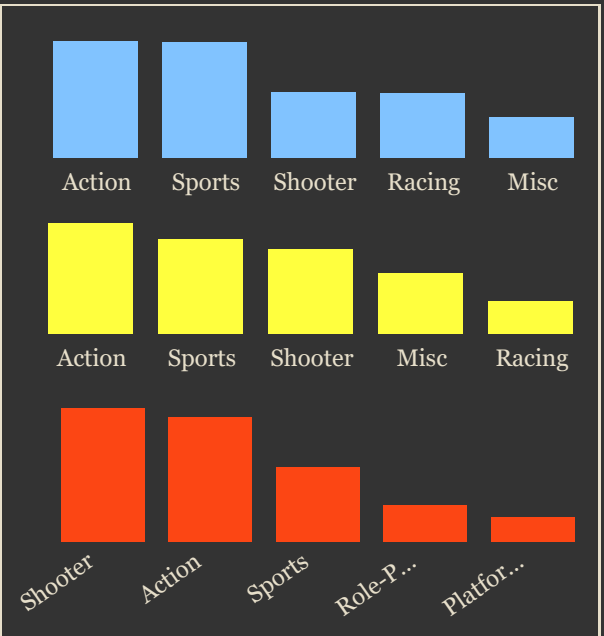 Action Sports Shooter Racing Misc
Action Sports Shooter Misc Racing
Shooter Action Sports Role-P... Platfor...